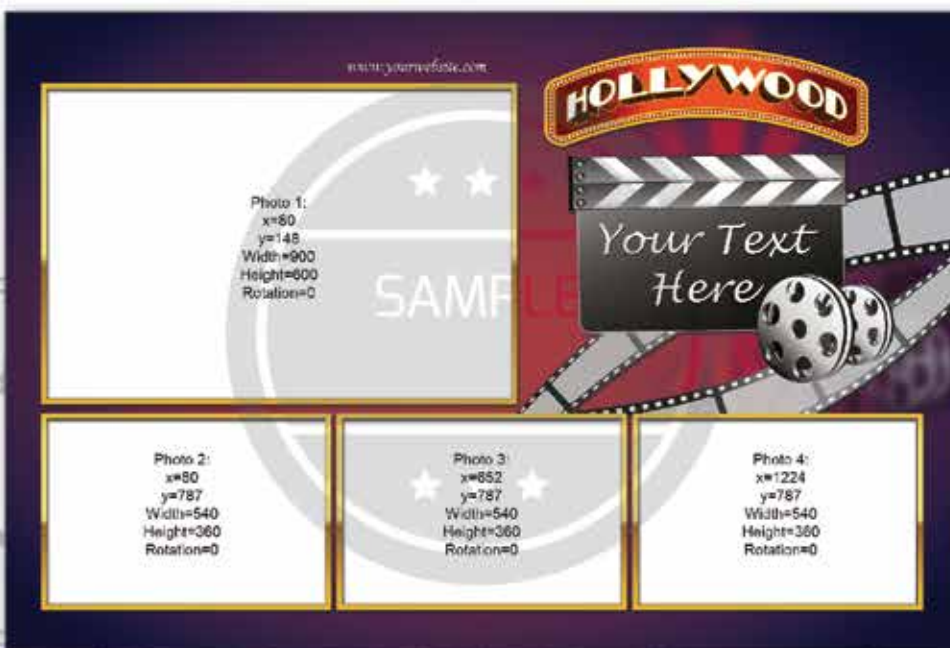 www.yourwebsite.com
HOLLYWOOD
Your Text
Here
Photo 1:
x=80
y=148
Width=900
Height=600
Rotation=0
SAMPLE
Photo 2:
x=80
y=787
Width=540
Height=360
Rotation=0
Photo 3:
x=652
y=787
Width=540
Height=360
Rotation=0
Photo 4:
x=1224
y=787
Width=540
Height=360
Rotation=0